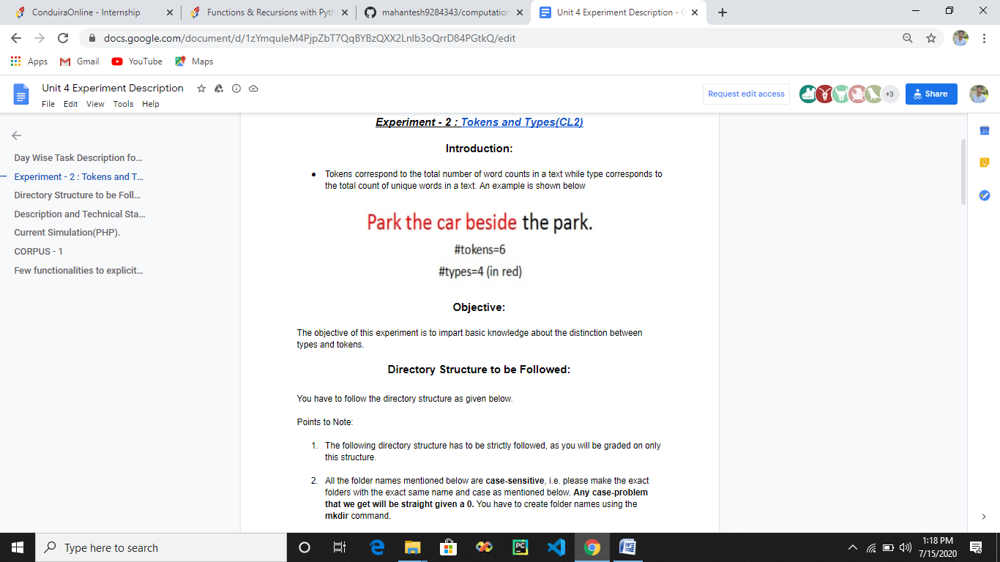 ConduiraOnline - Internship
Functions & Recursions with Pyth
mahantesh9284343/computation
Unit 4 Experiment Description - G
docs.google.com/document/d/1zYmquleM4PjpZbT7QqBYBzQXX2Lnlb3oQrrD84PGtkQ/edit
Apps
Gmail
YouTube
Maps
Unit 4 Experiment Description
File Edit View Tools Help
Request edit access
+3
Share
Day Wise Task Description fo...
Experiment - 2 : Tokens and T...
Directory Structure to be Foll...
Description and Technical Sta...
Current Simulation(PHP).
CORPUS - 1
Few functionalities to explicit...
Experiment - 2 : Tokens and Types(CL2)
Introduction:
● Tokens correspond to the total number of word counts in a text while type corresponds to
the total count of unique words in a text. An example is shown below
Park the car beside the park.
#tokens=6
#types=4 (in red)
Objective:
The objective of this experiment is to impart basic knowledge about the distinction between
types and tokens.
Directory Structure to be Followed:
You have to follow the directory structure as given below.
Points to Note:
1. The following directory structure has to be strictly followed, as you will be graded on only
this structure.
2. All the folder names mentioned below are case-sensitive, i.e. please make the exact
folders with the exact same name and case as mentioned below. Any case-problem
that we get will be straight given a 0. You have to create folder names using the
mkdir command.
31
Type here to search
PC
1:18 PM
7/15/2020